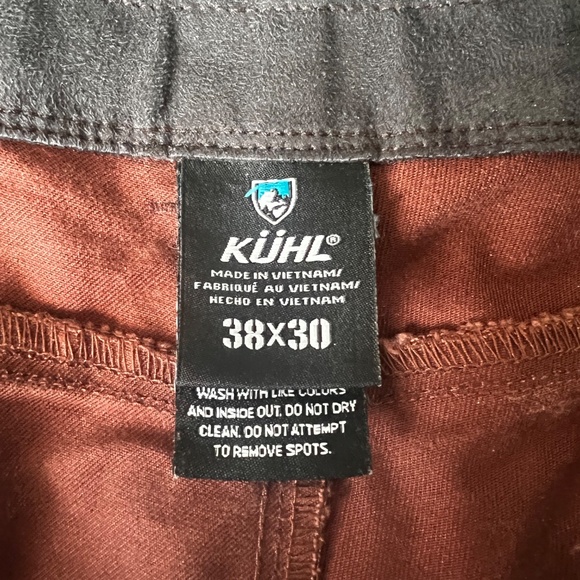 KÜHL®
MADE IN VIETNAM/
FABRIQUÉ AU VIETNAM/
HECHO EN VIETNAM
38X30
WASH WITH LIKE COLORS
AND INSIDE OUT. DO NOT DRY
CLEAN. DO NOT ATTEMPT
TO REMOVE SPOTS.